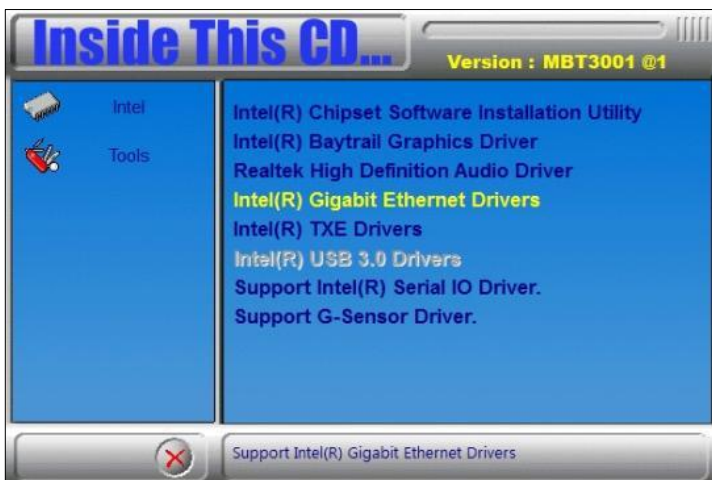 Inside This CD...
Version : MBT3001 @1
Intel
Tools
Intel(R) Chipset Software Installation Utility
Intel(R) Baytrail Graphics Driver
Realtek High Definition Audio Driver
Intel(R) Gigabit Ethernet Drivers
Intel(R) TXE Drivers
Intel(R) USB 3.0 Drivers
Support Intel(R) Serial IO Driver.
Support G-Sensor Driver.
Support Intel(R) Gigabit Ethernet Drivers